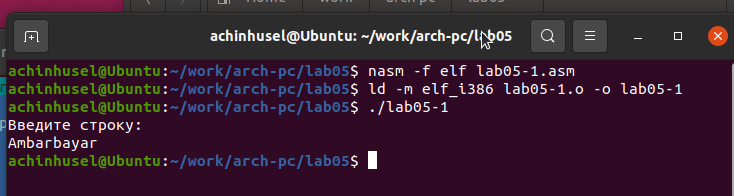 Home work arch-pc lab05
achinhusel@Ubuntu: ~/work/arch-pc/lab05
achinhusel@Ubuntu:~/work/arch-pc/lab05$ nasm -f elf lab05-1.asm
achinhusel@Ubuntu:~/work/arch-pc/lab05$ ld -m elf_i386 lab05-1.o -o lab05-1
achinhusel@Ubuntu:~/work/arch-pc/lab05$ ./lab05-1
Введите строку:
Ambarbayar
achinhusel@Ubuntu:~/work/arch-pc/lab05$